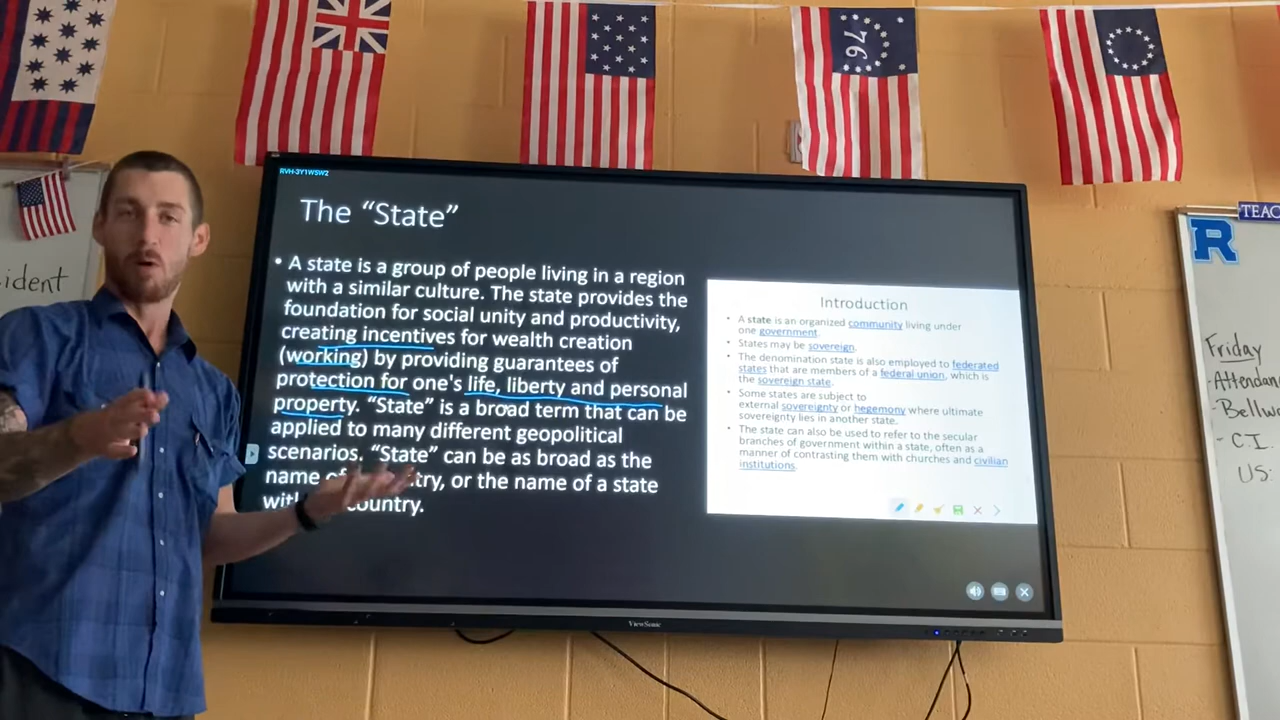 76
RVH-3Y1W5W2
The "State"
• A state is a group of people living in a region
with a similar culture. The state provides the
foundation for social unity and productivity,
creating incentives for wealth creation
(working) by providing guarantees of
protection for one's life, liberty and personal
property. "State" is a broad term that can be
applied to many different geopolitical
scenarios. "State" can be as broad as the
name of try, or the name of a state
with country.
Introduction
• A state is an organized community living under
one government.
• States may be sovereign.
• The denomination state is also employed to federated
states that are members of a federal union, which is
the sovereign state.
• Some states are subject to
external sovereignty or hegemony where ultimate
sovereignty lies in another state.
• The state can also be used to refer to the secular
branches of government within a state, often as a
manner of contrasting them with churches and civilian
institutions.
ViewSonic
ident
TEAC
R
Friday
- Attendan
- Bellw
- C.I.
US: